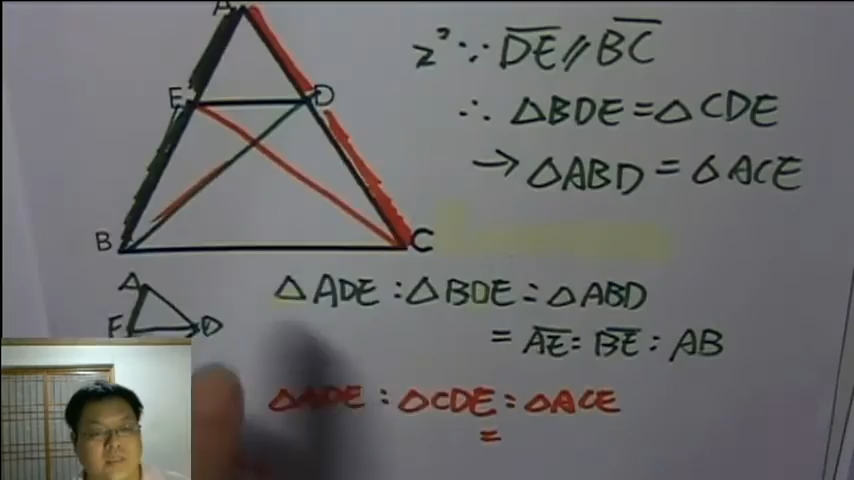 A
E D
B C
2° ∵ DE // BC
∴ △BDE = △CDE
→ △ABD = △ACE
A
E D
△ADE : △BDE : △ABD
= AE : BE : AB
△ADE : △CDE : △ACE
=